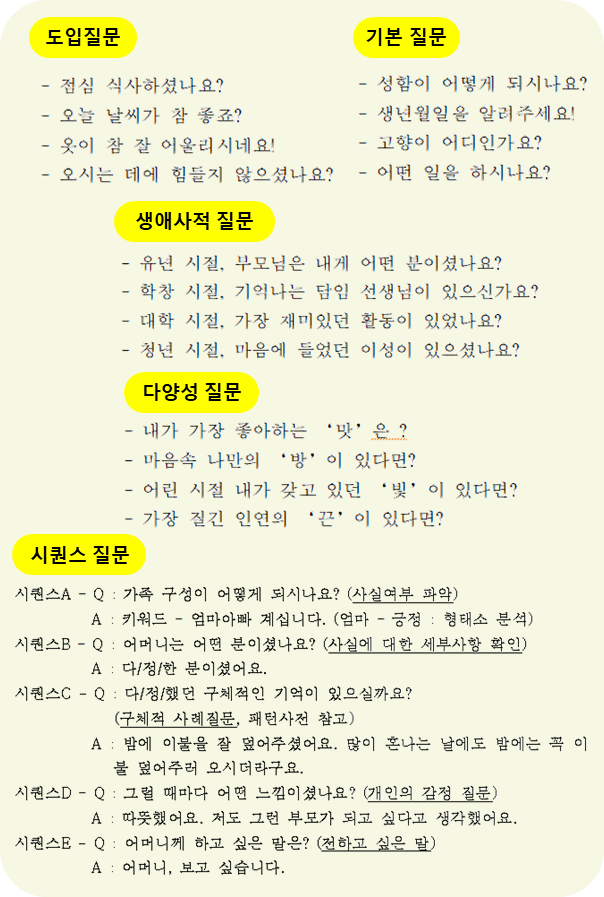 도입질문
- 점심 식사하셨나요?
- 오늘 날씨가 참 좋죠?
- 옷이 참 잘 어울리시네요!
- 오시는 데에 힘들지 않으셨나요?
기본 질문
- 성함이 어떻게 되시나요?
- 생년월일을 알려주세요!
- 고향이 어디인가요?
- 어떤 일을 하시나요?
생애사적 질문
- 유년 시절, 부모님은 내게 어떤 분이셨나요?
- 학창 시절, 기억나는 담임 선생님이 있으신가요?
- 대학 시절, 가장 재미있던 활동이 있었나요?
- 청년 시절, 마음에 들었던 이성이 있으셨나요?
다양성 질문
- 내가 가장 좋아하는 ‘맛’은 ?
- 마음속 나만의 ‘방’이 있다면?
- 어린 시절 내가 갖고 있던 ‘빛’이 있다면?
- 가장 질긴 인연의 ‘끈’이 있다면?
시퀀스 질문
시퀀스A - Q : 가족 구성이 어떻게 되시나요? (사실여부 파악)
A : 키워드 - 엄마아빠 계십니다. (엄마 - 긍정 : 형태소 분석)
시퀀스B - Q : 어머니는 어떤 분이셨나요? (사실에 대한 세부사항 확인)
A : 다/정/한 분이셨어요.
시퀀스C - Q : 다/정/했던 구체적인 기억이 있으실까요?
(구체적 사례질문, 패턴사전 참고)
A : 밤에 이불을 잘 덮어주셨어요. 많이 혼나는 날에도 밤에는 꼭 이
불 덮어주러 오시더라구요.
시퀀스D - Q : 그럴 때마다 어떤 느낌이셨나요? (개인의 감정 질문)
A : 따뜻했어요. 저도 그런 부모가 되고 싶다고 생각했어요.
시퀀스E - Q : 어머니께 하고 싶은 말은? (전하고 싶은 말)
A : 어머니, 보고 싶습니다.